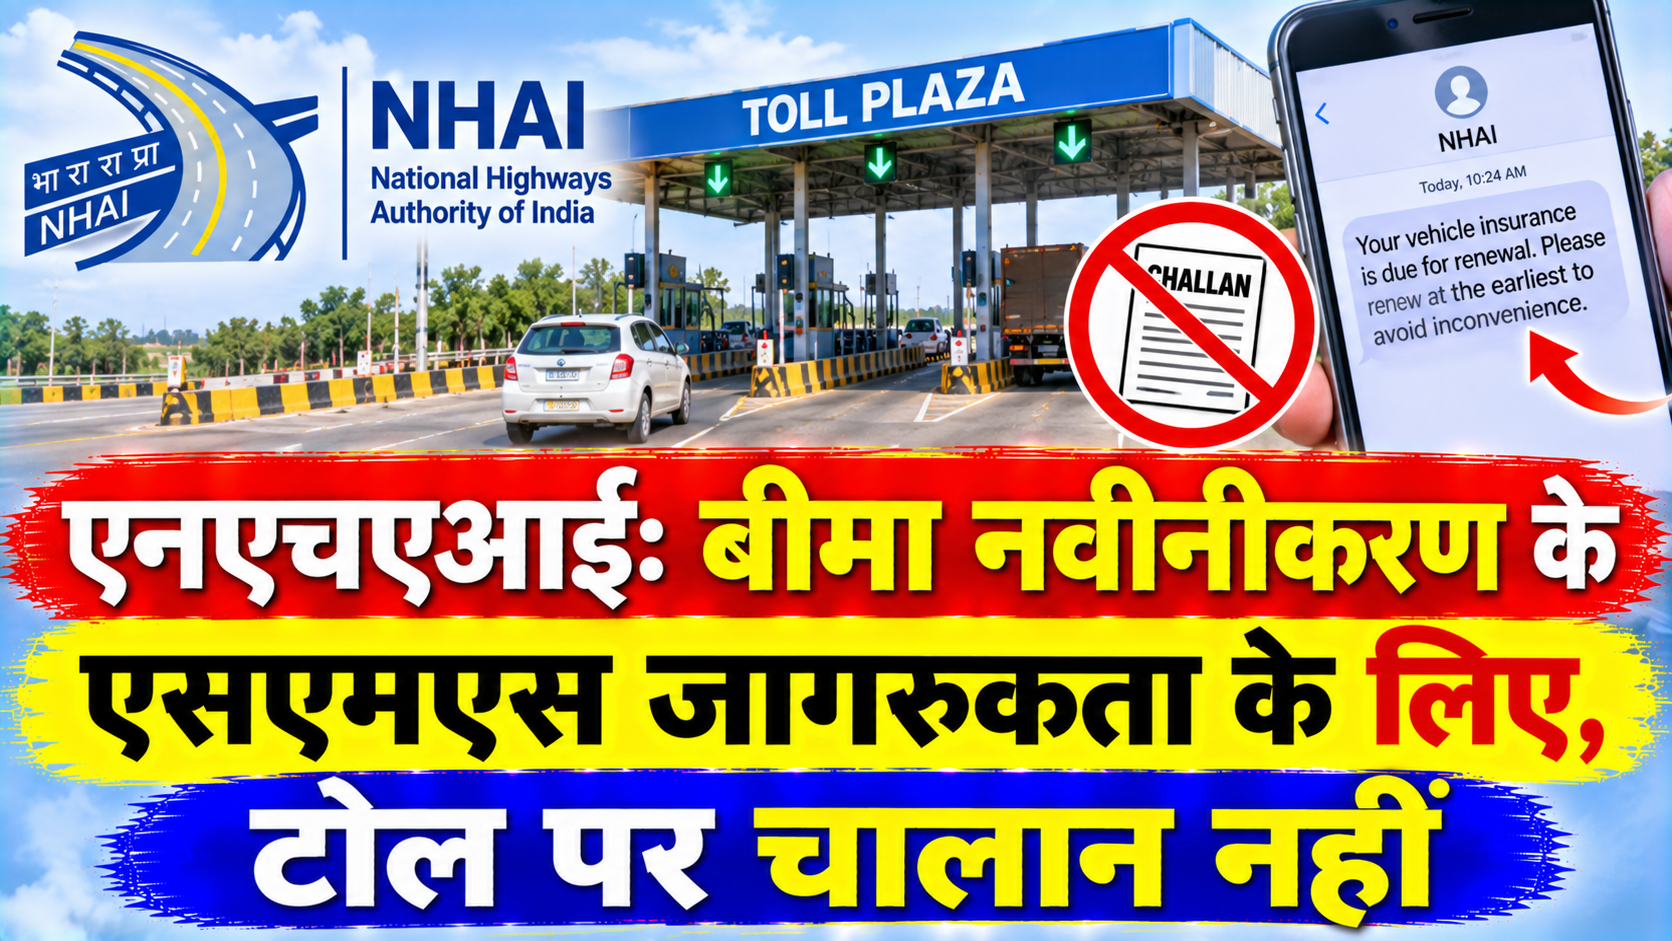 भा रा रा प्रा
NHAI
NHAI
National Highways
Authority of India
TOLL PLAZA
NHAI
Today, 10:24 AM
Your vehicle insurance
is due for renewal. Please
renew at the earliest to
avoid inconvenience.
CHALLAN
एनएचएआई: बीमा नवीनीकरण के
एसएमएस जागरुकता के लिए,
टोल पर चालान नहीं